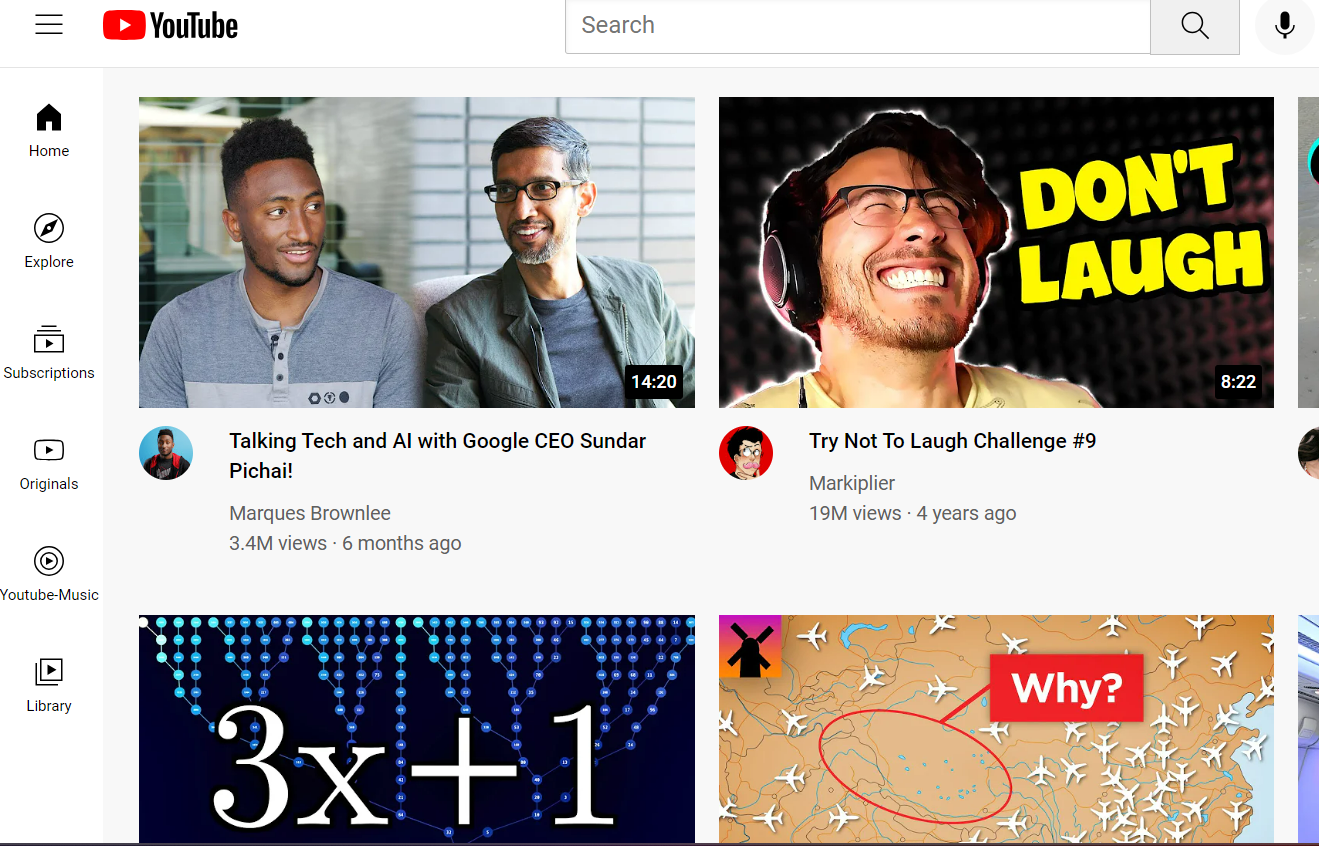 YouTube
Search
Home
Explore
Subscriptions
Originals
Youtube-Music
Library
14:20
Talking Tech and AI with Google CEO Sundar
Pichai!
Marques Brownlee
3.4M views · 6 months ago
DON'T
LAUGH
8:22
Try Not To Laugh Challenge #9
Markiplier
19M views · 4 years ago
3x+1
Why?